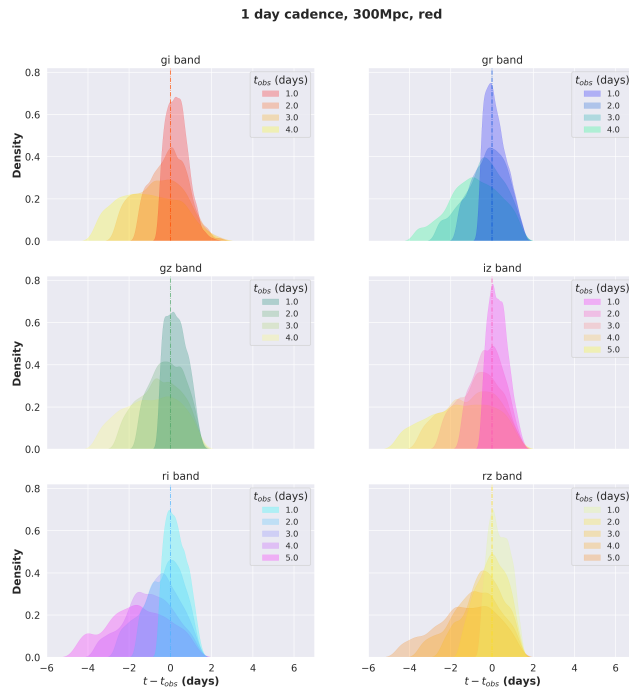 1 day cadence, 300Mpc, red
gi band
0.8
0.6
0.4
0.2
0.0
Density
t_obs (days)
1.0
2.0
3.0
4.0
gr band
t_obs (days)
1.0
2.0
3.0
4.0
gz band
0.8
0.6
0.4
0.2
0.0
Density
t_obs (days)
1.0
2.0
3.0
4.0
iz band
t_obs (days)
1.0
2.0
3.0
4.0
5.0
ri band
0.8
0.6
0.4
0.2
0.0
Density
t_obs (days)
1.0
2.0
3.0
4.0
5.0
−6 −4 −2 0 2 4 6
t − t_obs (days)
rz band
t_obs (days)
1.0
2.0
3.0
4.0
5.0
−6 −4 −2 0 2 4 6
t − t_obs (days)